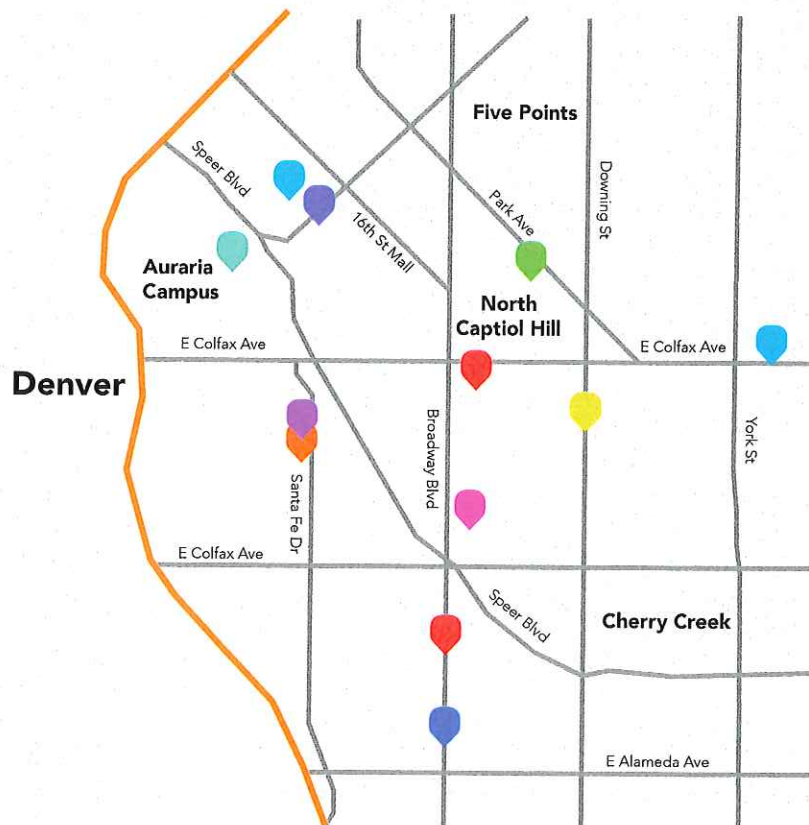 Five Points
Speer Blvd
Downing St
Park Ave
16th St Mall
Auraria
Campus
North
Captiol Hill
E Colfax Ave
E Colfax Ave
Denver
Broadway Blvd
York St
Santa Fe Dr
E Colfax Ave
Speer Blvd
Cherry Creek
E Alameda Ave